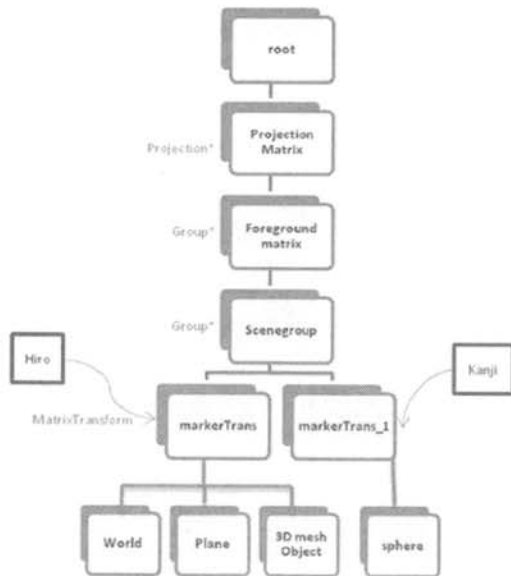 root
Projection*
Projection
Matrix
Group*
Foreground
matrix
Group*
Scenegroup
Hiro
Kanji
MatrixTransform
markerTrans
markerTrans_1
World
Plane
3D mesh
Object
sphere